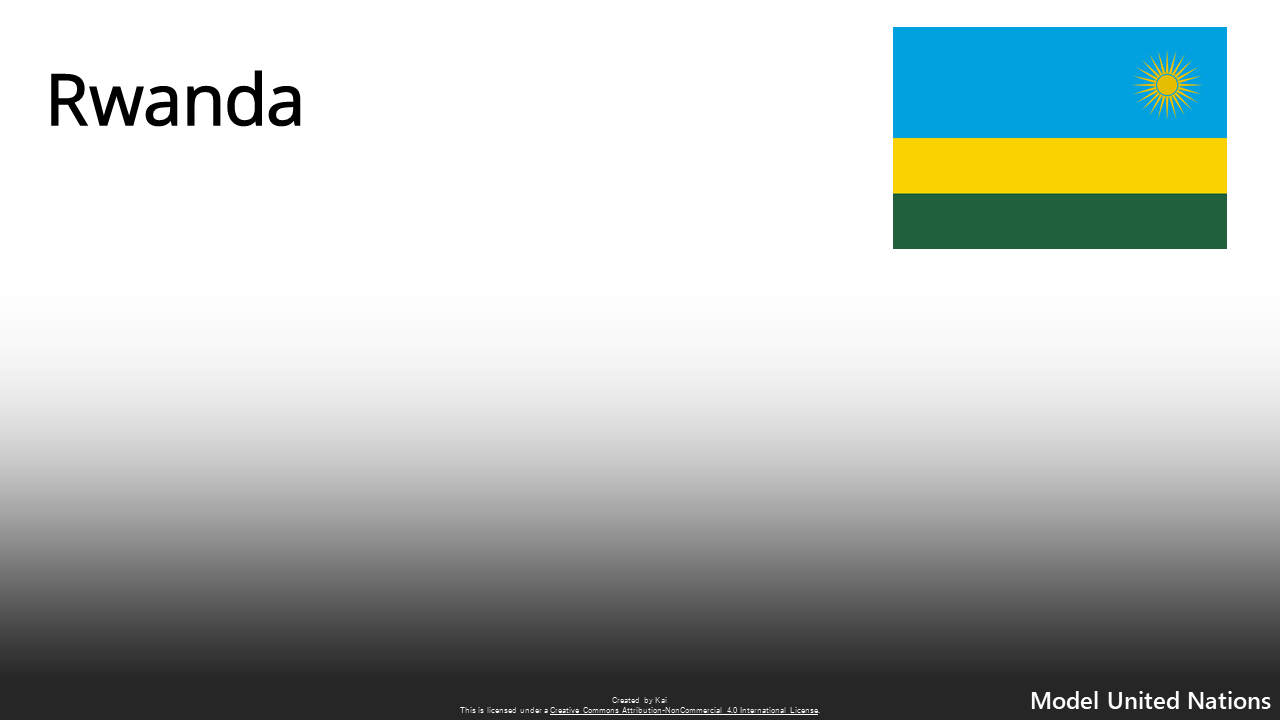 Rwanda
Created by Kai
This is licensed under a Creative Commons Attribution-NonCommercial 4.0 International License.
Model United Nations